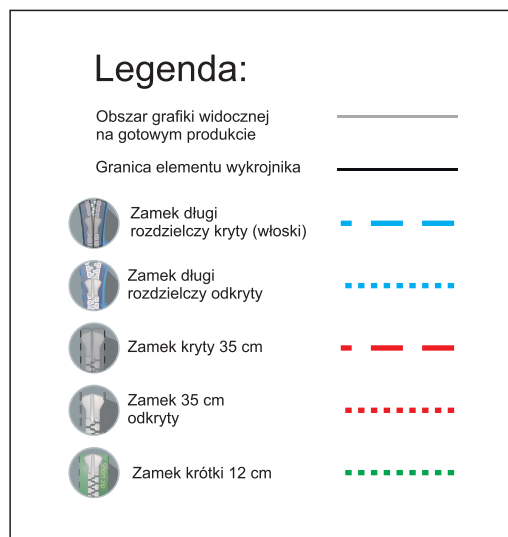 Legenda:
Obszar grafiki widocznej
na gotowym produkcie
Granica elementu wykrojnika
Zamek długi
rozdzielczy kryty (włoski)
Zamek długi
rozdzielczy odkryty
Zamek kryty 35 cm
Zamek 35 cm
odkryty
Zamek krótki 12 cm